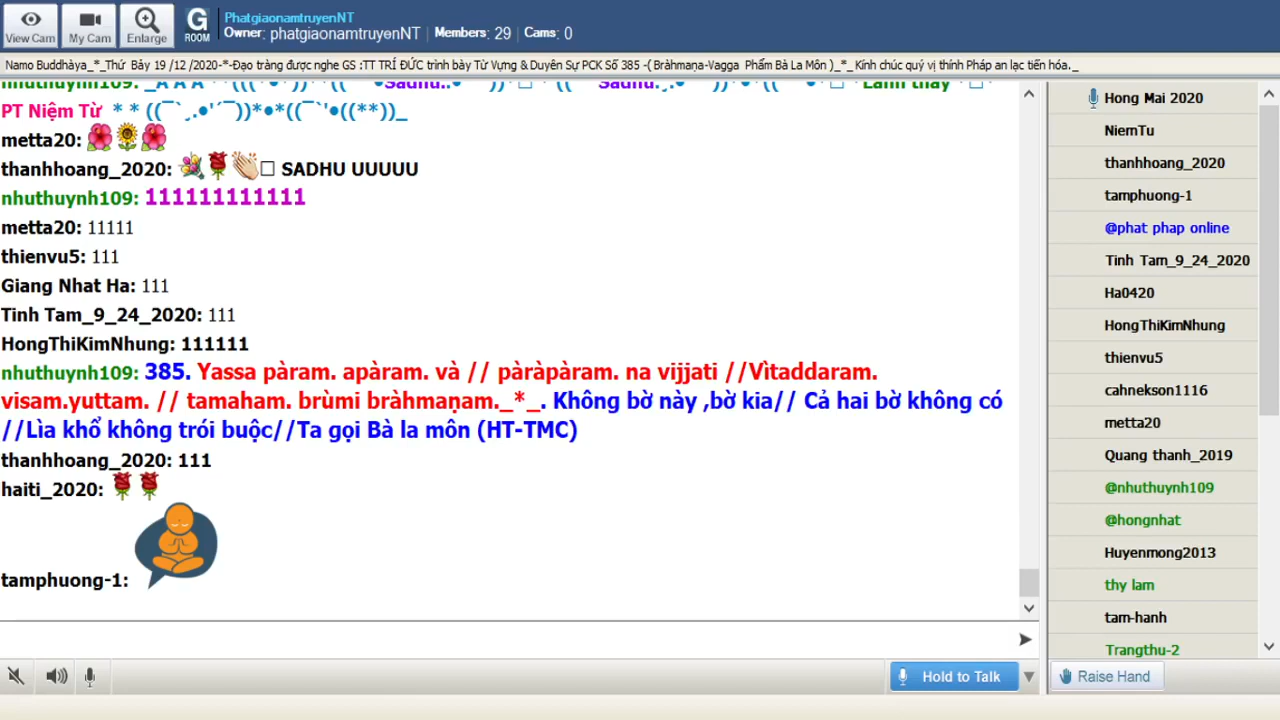 View Cam
My Cam
Enlarge
G
ROOM
PhatgiaonamtruyenNT
Owner: phatgiaonamtruyenNT | Members: 29 | Cams: 0
Namo Buddhàya_*_Thứ Bảy 19 /12 /2020-*-Đạo tràng được nghe GS :TT TRÍ ĐỨC trình bày Từ Vựng & Duyên Sự PCK Số 385 -( Bràhmaṇa-Vagga Phẩm Bà La Môn )_*_ Kính chúc quý vị thính Pháp an lạc tiến hóa._
PT Niệm Từ
metta20:
thanhhoang_2020: SADHU UUUUU
nhuthuynh109: 111111111111
metta20: 11111
thienvu5: 111
Giang Nhat Ha: 111
Tinh Tam_9_24_2020: 111
HongThiKimNhung: 111111
nhuthuynh109: 385. Yassa pàram. apàram. và // pàràpàram. na vijjati //Vìtaddaram.
visam.yuttam. // tamaham. brùmi bràhmaṇam._*_. Không bờ này ,bờ kia// Cả hai bờ không có
//Lìa khổ không trói buộc//Ta gọi Bà la môn (HT-TMC)
thanhhoang_2020: 111
haiti_2020:
tamphuong-1:
Hong Mai 2020
NiemTu
thanhhoang_2020
tamphuong-1
@phat phap online
Tinh Tam_9_24_2020
Ha0420
HongThiKimNhung
thienvu5
cahnekson1116
metta20
Quang thanh_2019
@nhuthuynh109
@hongnhat
Huyenmong2013
thy lam
tam-hanh
Trangthu-2
Hold to Talk
Raise Hand